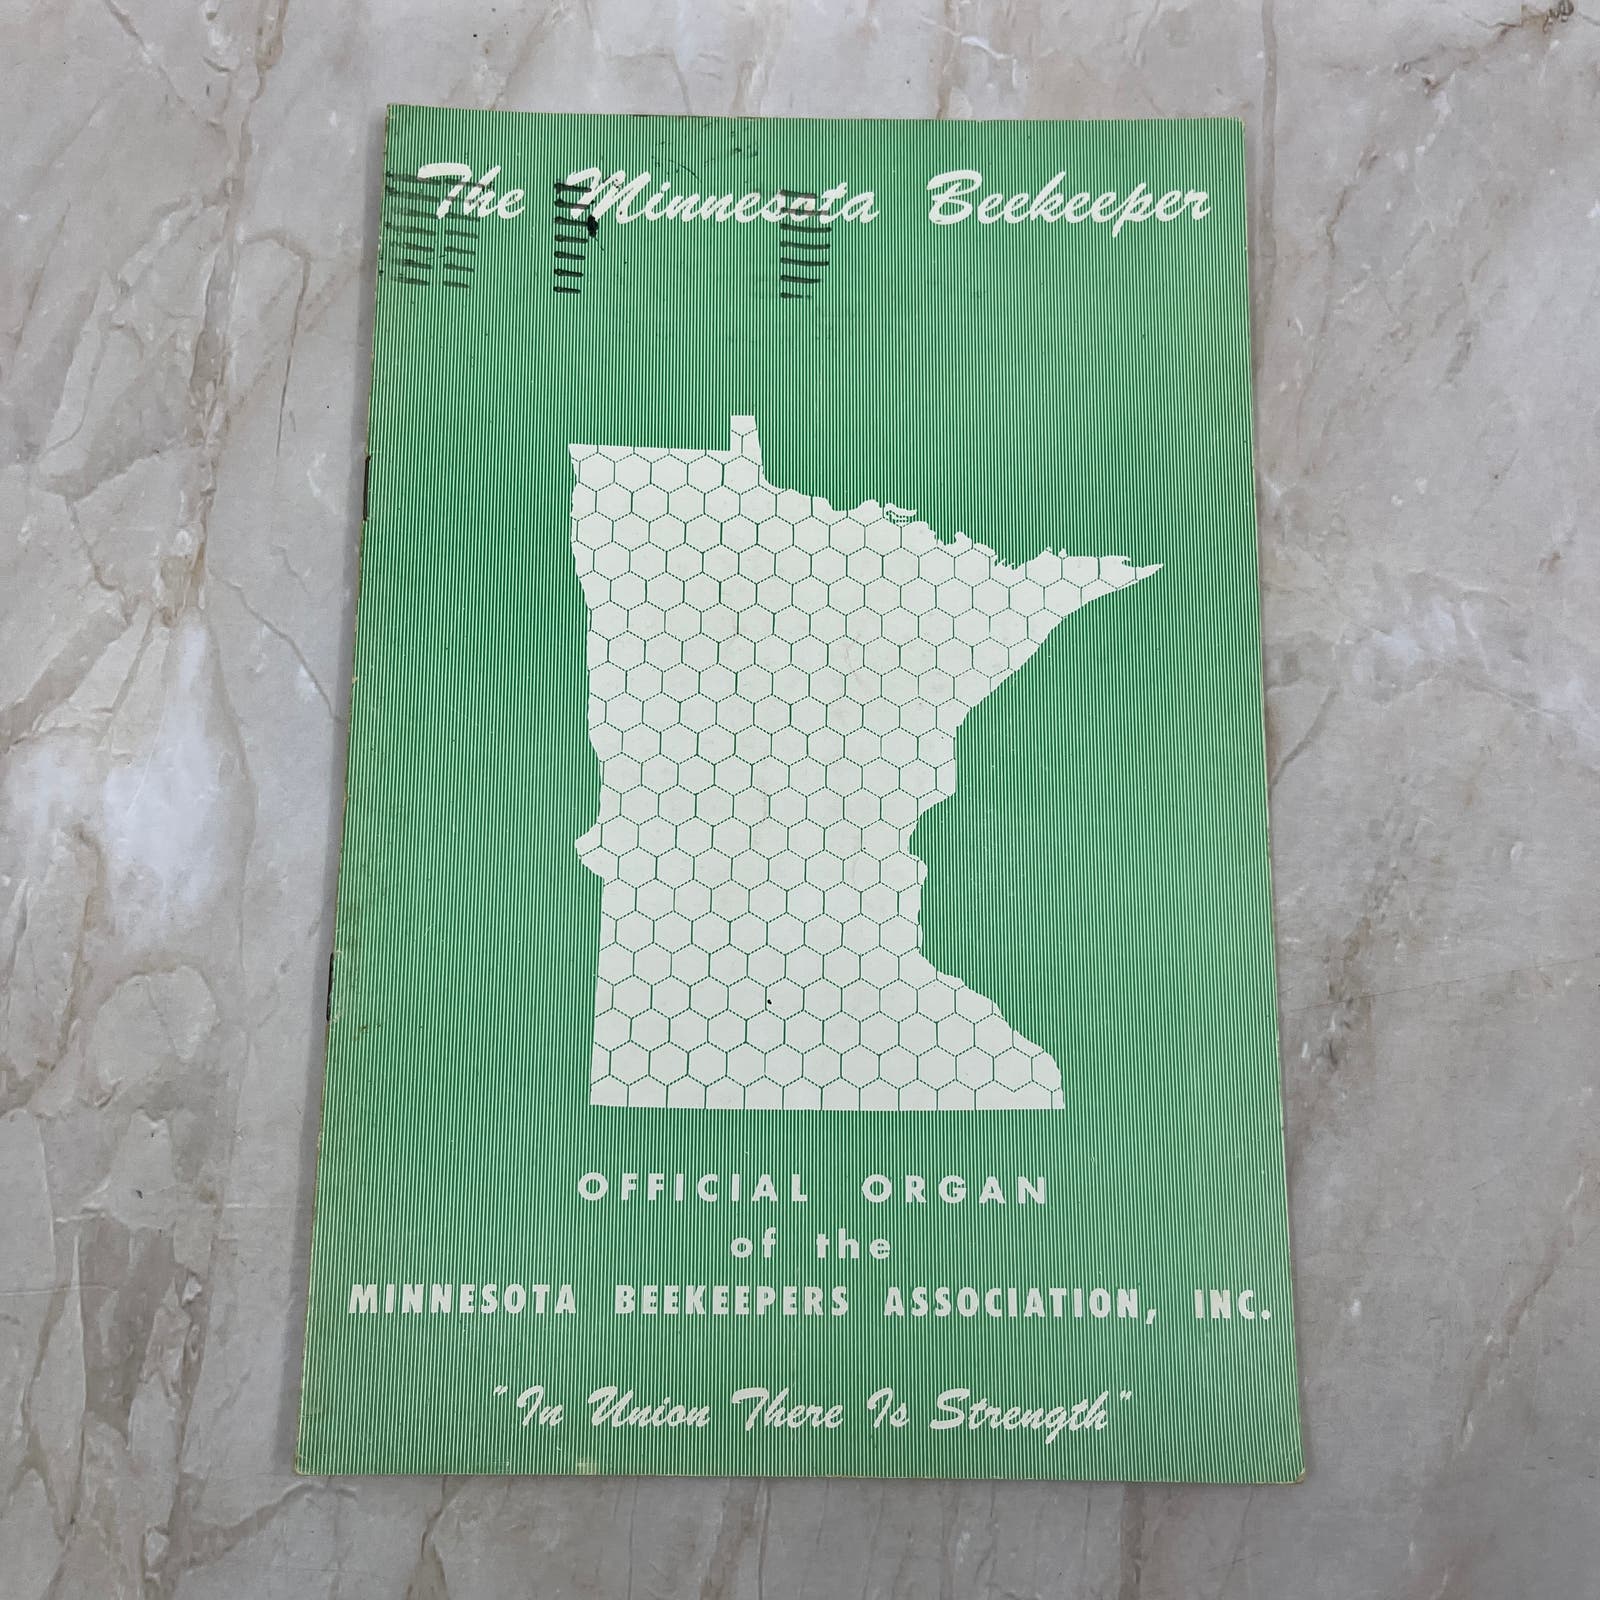 The Minnesota Beekeeper
OFFICIAL ORGAN
of the
MINNESOTA BEEKEEPERS ASSOCIATION, INC.
"In Union There Is Strength"